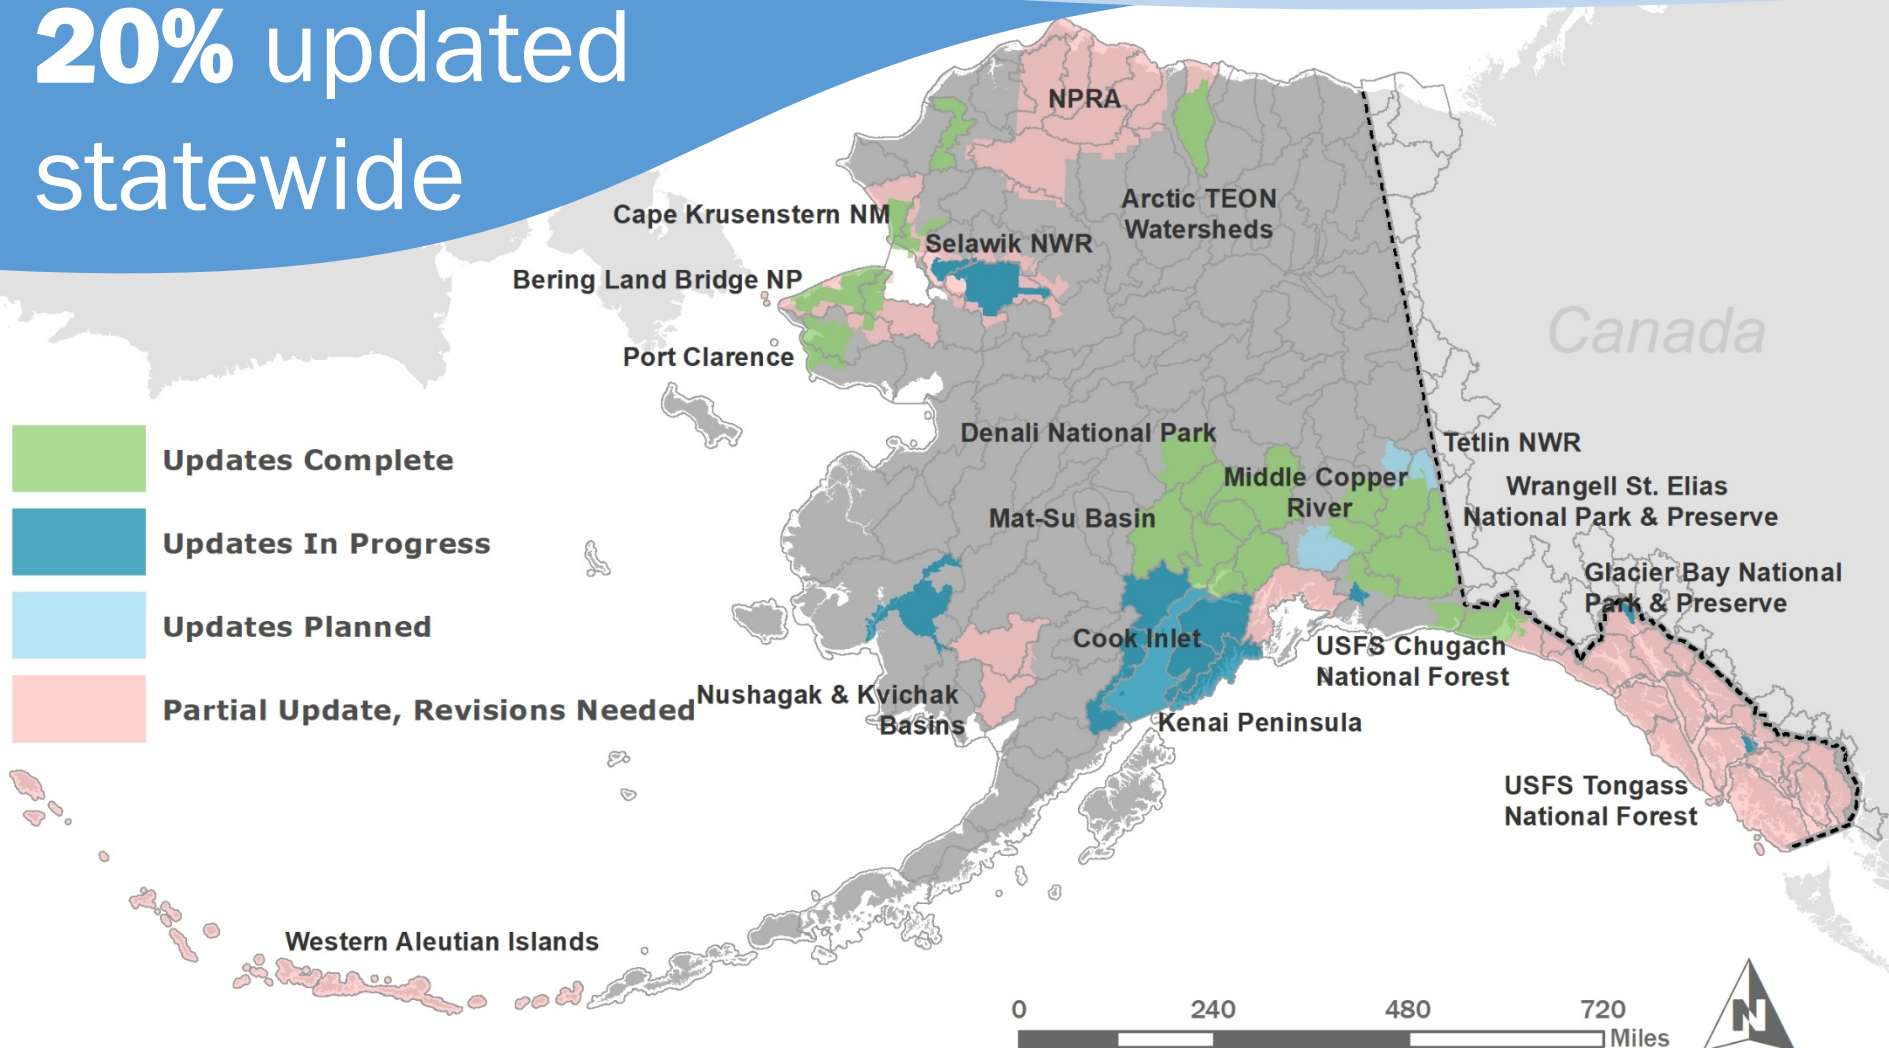 20% updated
statewide
NPRA
Arctic TEON
Watersheds
Cape Krusenstern NM
Selawik NWR
Bering Land Bridge NP
Port Clarence
Canada
Denali National Park
Tetlin NWR
Middle Copper
River
Wrangell St. Elias
National Park & Preserve
Mat-Su Basin
Glacier Bay National
Park & Preserve
Cook Inlet
USFS Chugach
National Forest
Nushagak & Kvichak
Basins
Kenai Peninsula
USFS Tongass
National Forest
Western Aleutian Islands
Updates Complete
Updates In Progress
Updates Planned
Partial Update, Revisions Needed
0 240 480 720
Miles
N